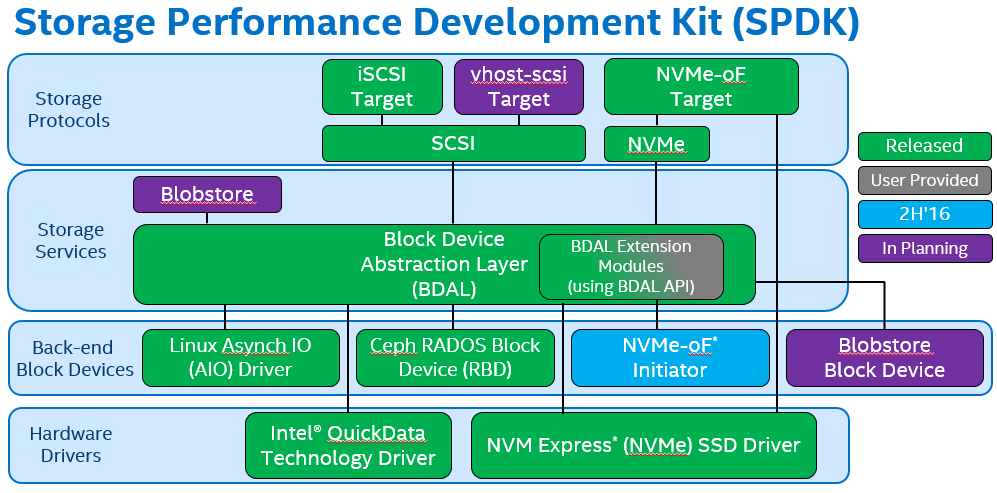 Storage Performance Development Kit (SPDK)
Storage
Protocols
iSCSI
Target
vhost-scsi
Target
NVMe-oF
Target
SCSI
NVMe
Released
User Provided
2H'16
In Planning
Storage
Services
Blobstore
Block Device
Abstraction Layer
(BDAL)
BDAL Extension
Modules
(using BDAL API)
Back-end
Block Devices
Linux Asynch IO
(AIO) Driver
Ceph RADOS Block
Device (RBD)
NVMe-oF*
Initiator
Blobstore
Block Device
Hardware
Drivers
Intel® QuickData
Technology Driver
NVM Express* (NVMe) SSD Driver